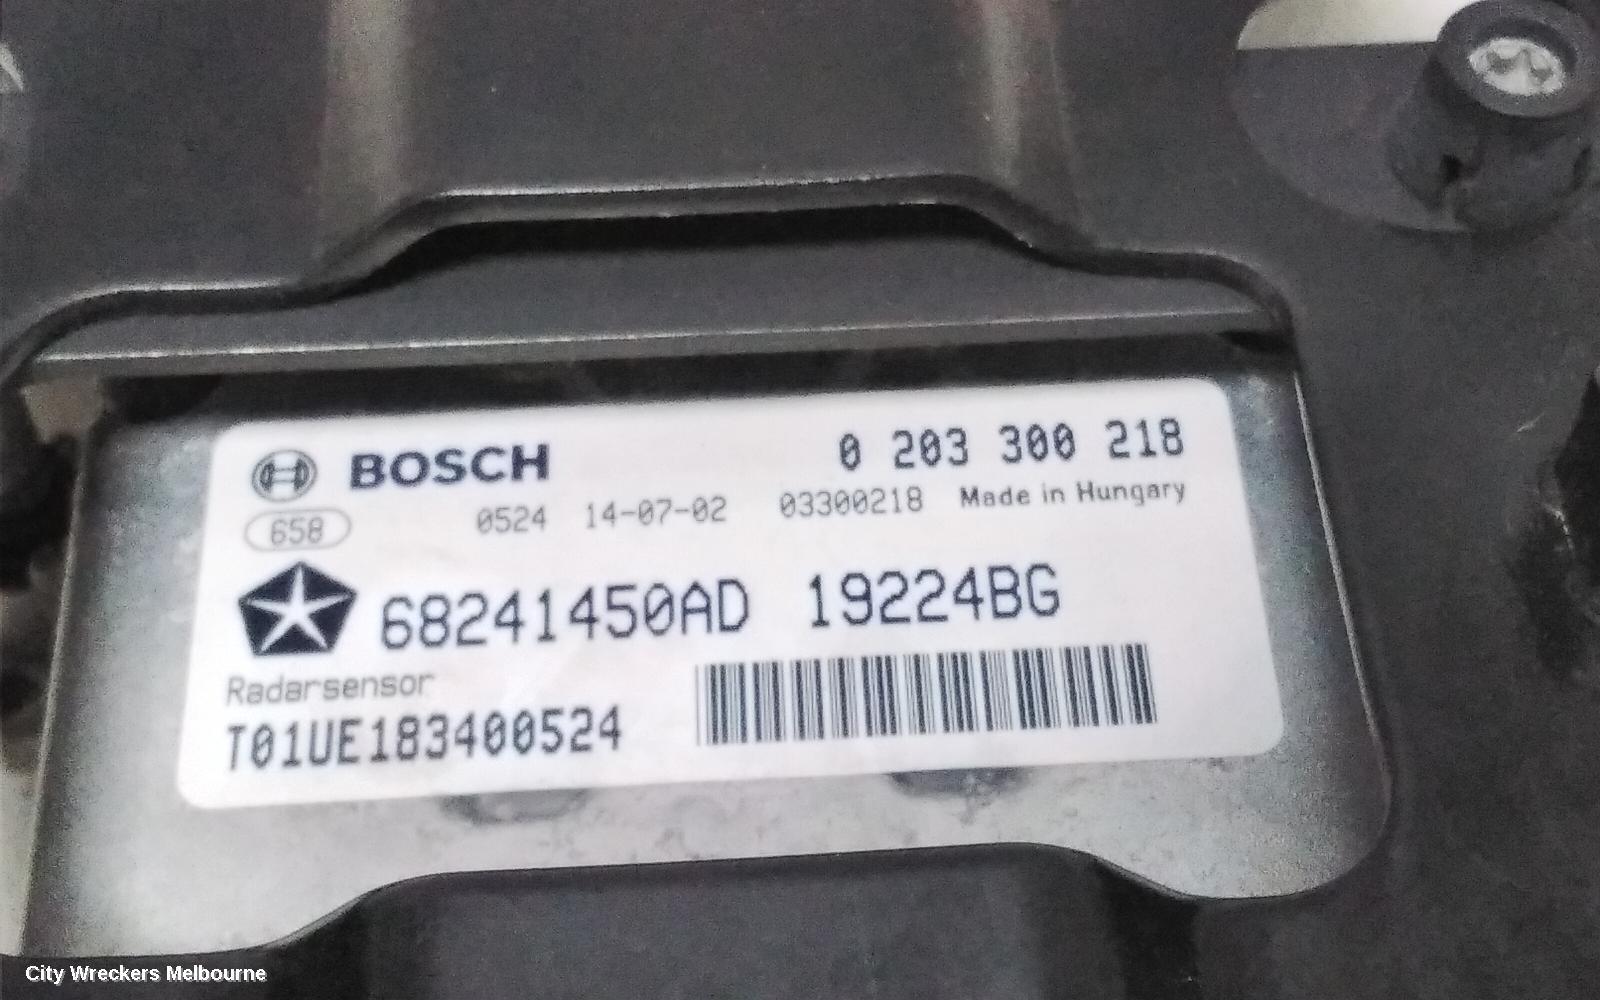 BOSCH 0 203 300 218
658 0524 14-07-02 03300218 Made in Hungary
68241450AD 19224BG
Radarsensor
T01UE183400524
City Wreckers Melbourne